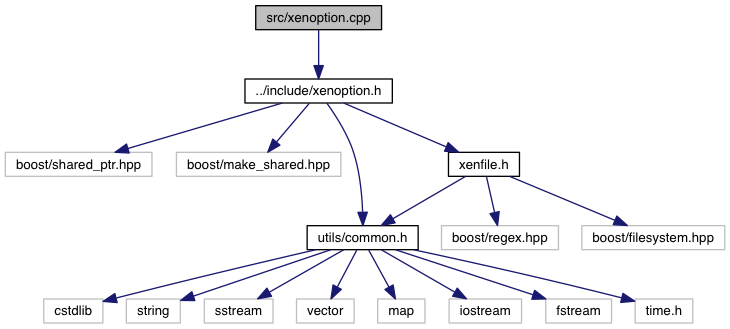 src/xenoption.cpp
../include/xenoption.h
boost/shared_ptr.hpp
boost/make_shared.hpp
xenfile.h
utils/common.h
boost/regex.hpp
boost/filesystem.hpp
cstdlib
string
sstream
vector
map
iostream
fstream
time.h